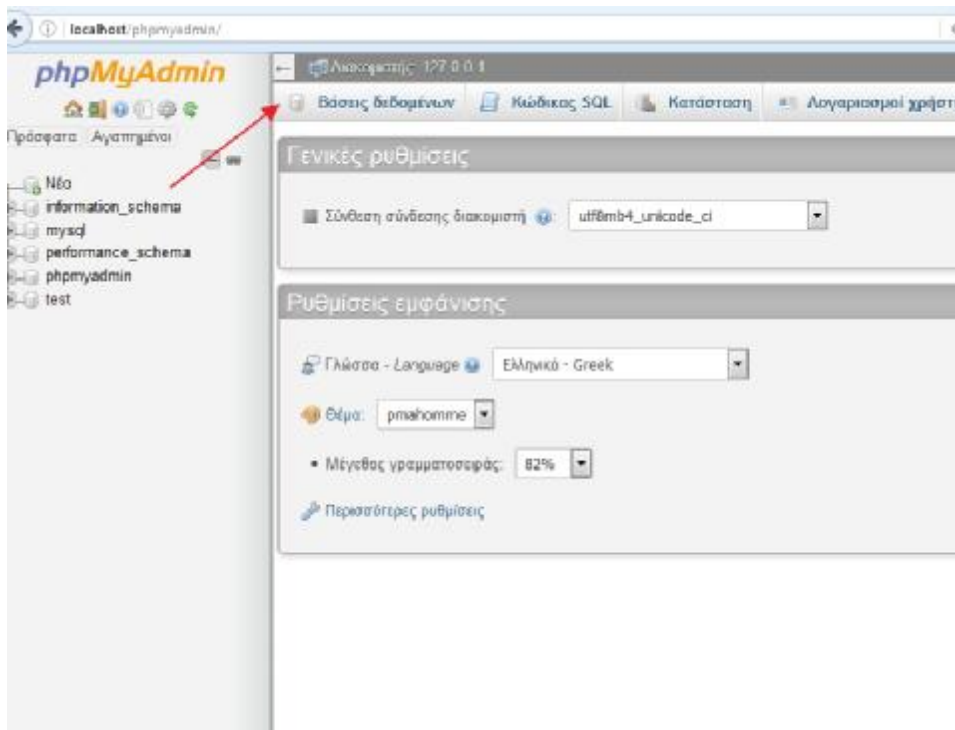 localhost/phpmyadmin/
phpMyAdmin
Πρόσφατα Αγαπημένοι
Νέα
information_schema
mysql
performance_schema
phpmyadmin
test
Διακομιστής: 127.0.0.1
Βάσεις δεδομένων Κώδικας SQL Κατάσταση Λογαριασμοί χρήστ
Γενικές ρυθμίσεις
Σύνθεση σύνδεσης διακομιστή : utf8mb4_unicode_ci
Ρυθμίσεις εμφάνισης
Γλώσσα - Language Ελληνικά - Greek
Θέμα: pmahomme
• Μέγεθος γραμματοσειράς: 82%
Περισσότερες ρυθμίσεις